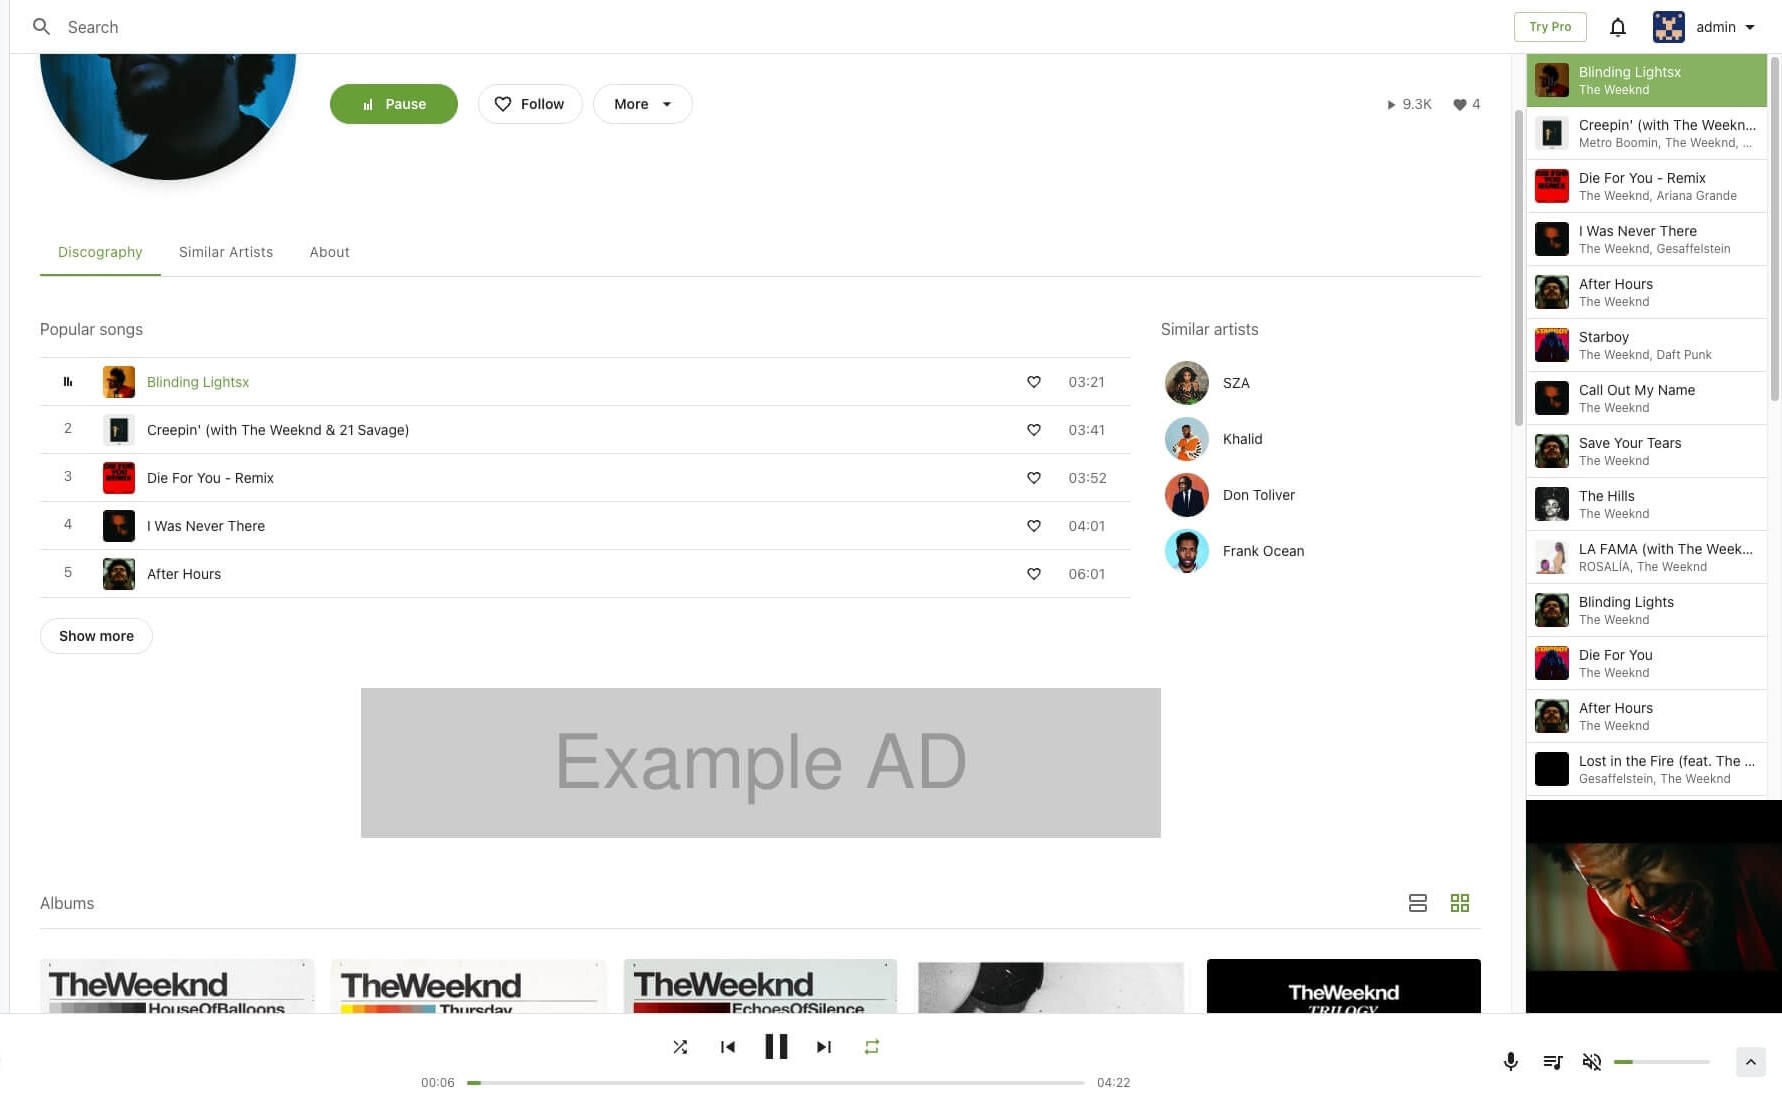 Search
Try Pro
admin
Pause
Follow
More
9.3K
4
Discography
Similar Artists
About
Popular songs
Blinding Lightsx
03:21
2
Creepin' (with The Weeknd & 21 Savage)
03:41
3
Die For You - Remix
03:52
4
I Was Never There
04:01
5
After Hours
06:01
Show more
Similar artists
SZA
Khalid
Don Toliver
Frank Ocean
Example AD
Albums
TheWeeknd
HouseOfBalloons
TheWeeknd
Thursday
TheWeeknd
EchoesOfSilence
TheWeeknd
TRILOGY
Blinding Lightsx
The Weeknd
Creepin' (with The Weekn...
Metro Boomin, The Weeknd, ...
Die For You - Remix
The Weeknd, Ariana Grande
I Was Never There
The Weeknd, Gesaffelstein
After Hours
The Weeknd
Starboy
The Weeknd, Daft Punk
Call Out My Name
The Weeknd
Save Your Tears
The Weeknd
The Hills
The Weeknd
LA FAMA (with The Week...
ROSALÍA, The Weeknd
Blinding Lights
The Weeknd
Die For You
The Weeknd
After Hours
The Weeknd
Lost in the Fire (feat. The ...
Gesaffelstein, The Weeknd
00:06
04:22